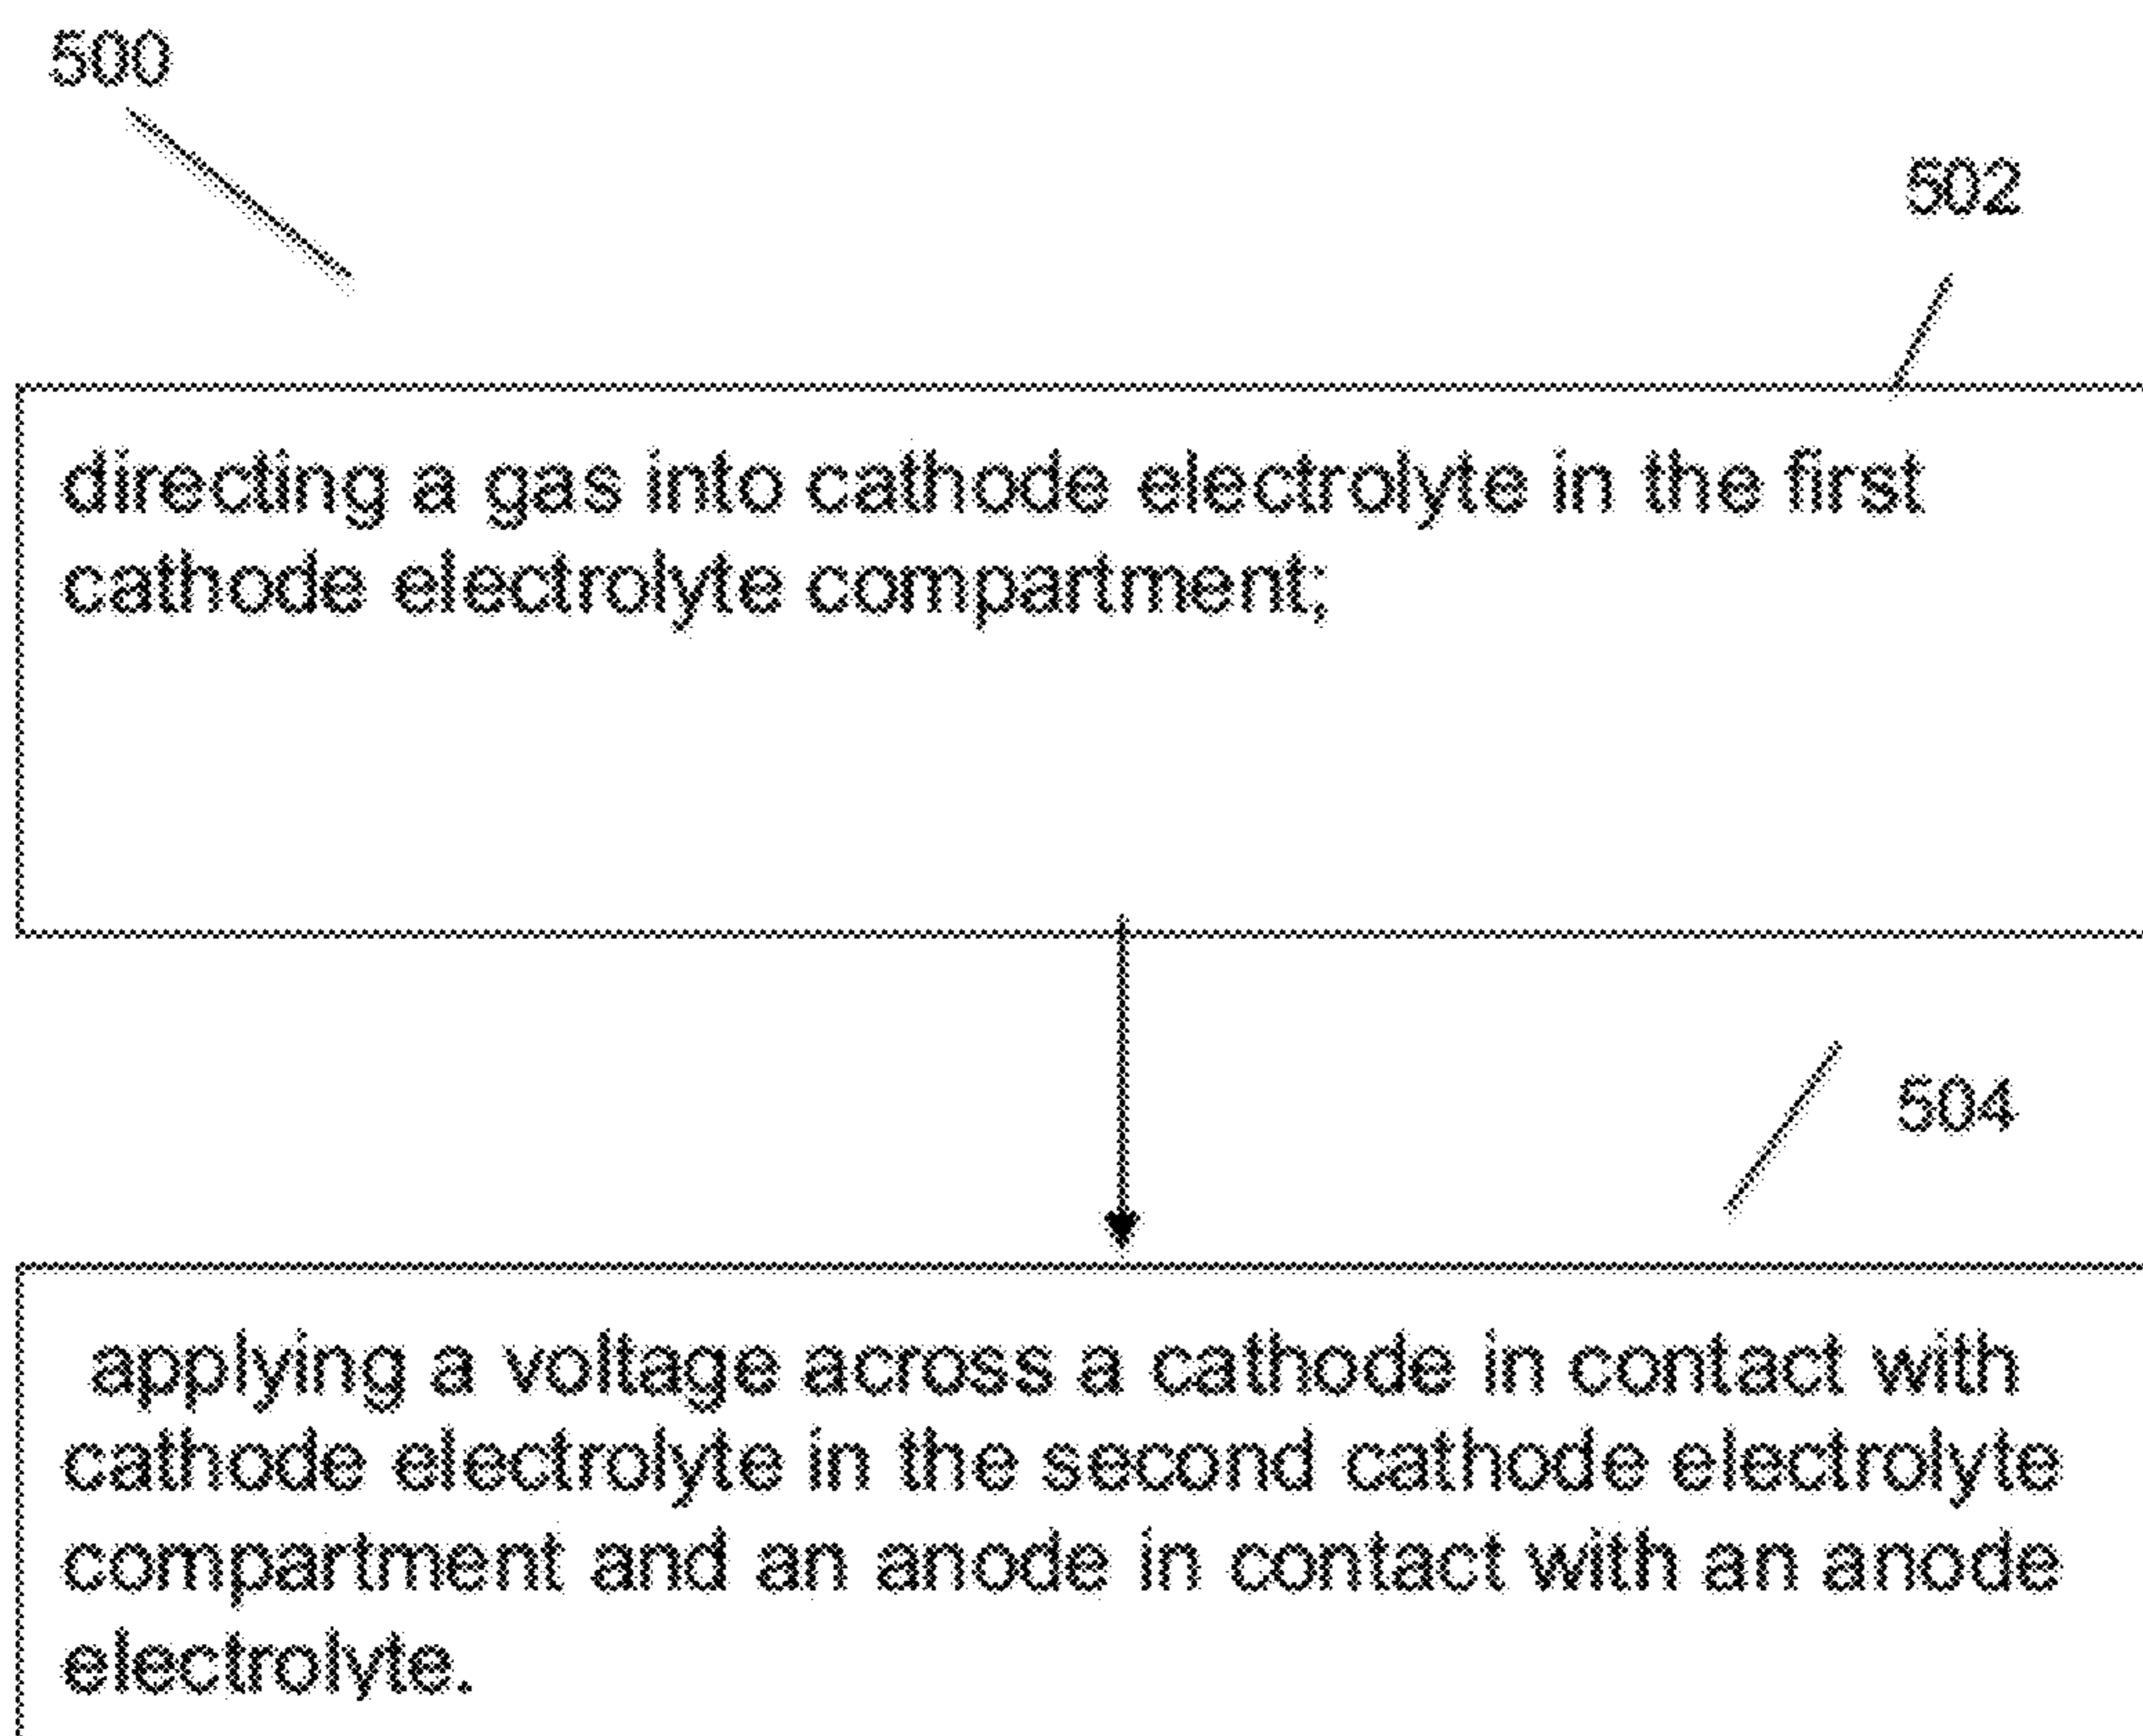 500
502
directing a gas into cathode electrolyte in the first
cathode electrolyte compartment;
504
applying a voltage across a cathode in contact with
cathode electrolyte in the second cathode electrolyte
compartment and an anode in contact with an anode
electrolyte.